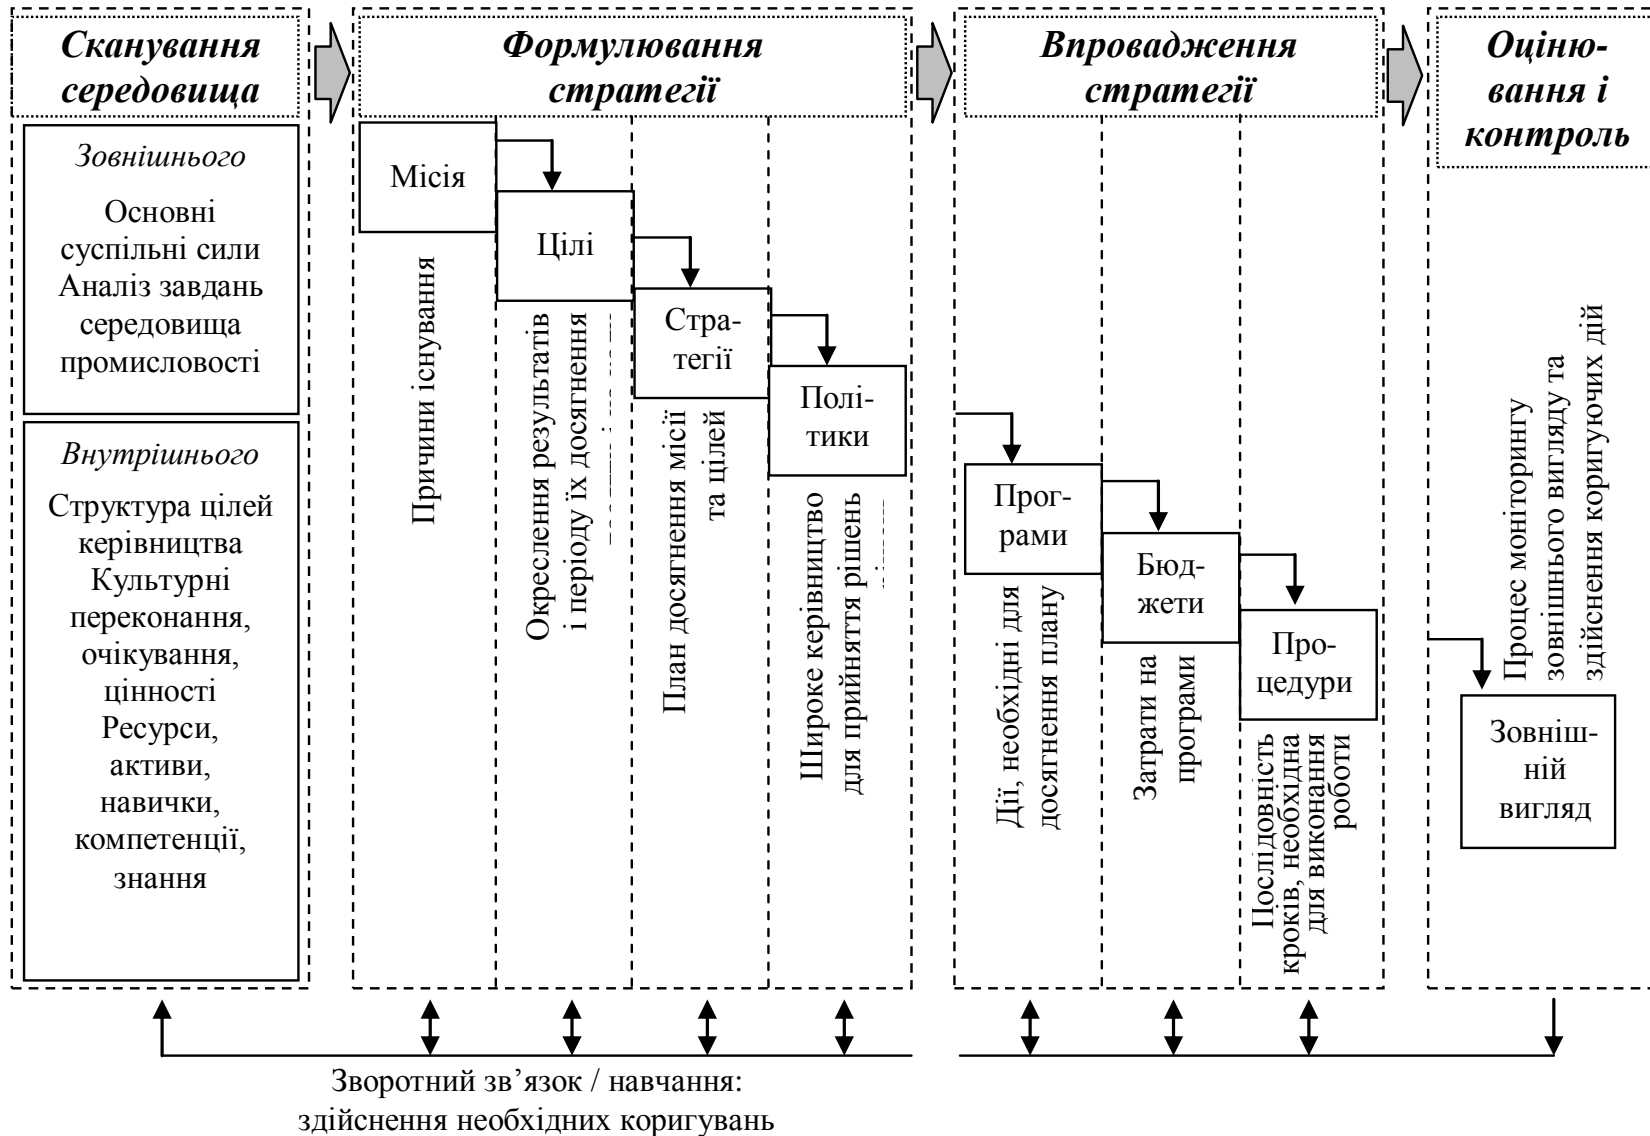 Сканування
середовища
Формулювання
стратегії
Впровадження
стратегії
Оціню-
вання і
контроль
Зовнішнього
Основні
суспільні сили
Аналіз завдань
середовища
промисловості
Внутрішнього
Структура цілей
керівництва
Культурні
переконання,
очікування,
цінності
Ресурси,
активи,
навички,
компетенції,
знання
Місія
Причини існування
Цілі
Окреслення результатів
і періоду їх досягнення
Стра-
тегії
План досягнення місії
та цілей
Полі-
тики
Широке керівництво
для прийняття рішень
Прог-
рами
Дії, необхідні для
досягнення плану
Бюд-
жети
Затрати на
програми
Про-
цедури
Послідовність
кроків, необхідна
для виконання
роботи
Процес моніторингу
зовнішнього вигляду та
здійснення коригуючих дій
Зовніш-
ній
вигляд
Зворотний зв’язок / навчання:
здійснення необхідних коригувань